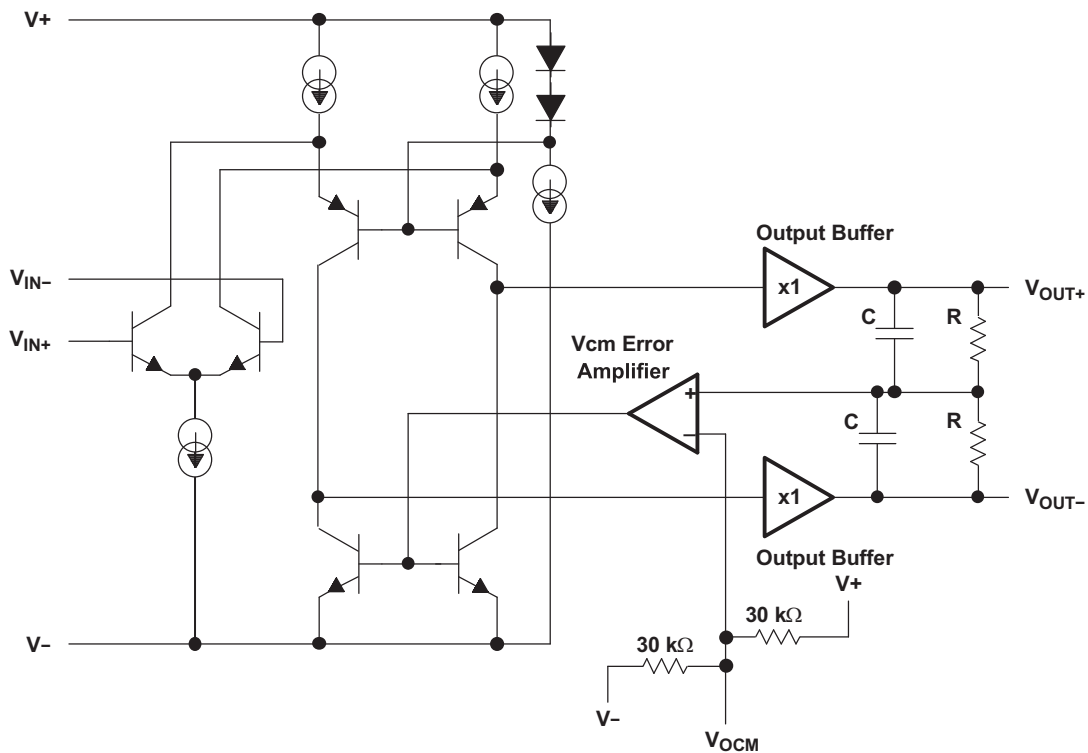 V+
Output Buffer
x1
VIN–
VOUT+
C
R
VIN+
Vcm Error
Amplifier
+
C
R
–
x1
VOUT–
Output Buffer
V+
30 kΩ
V–
30 kΩ
V–
VOCM